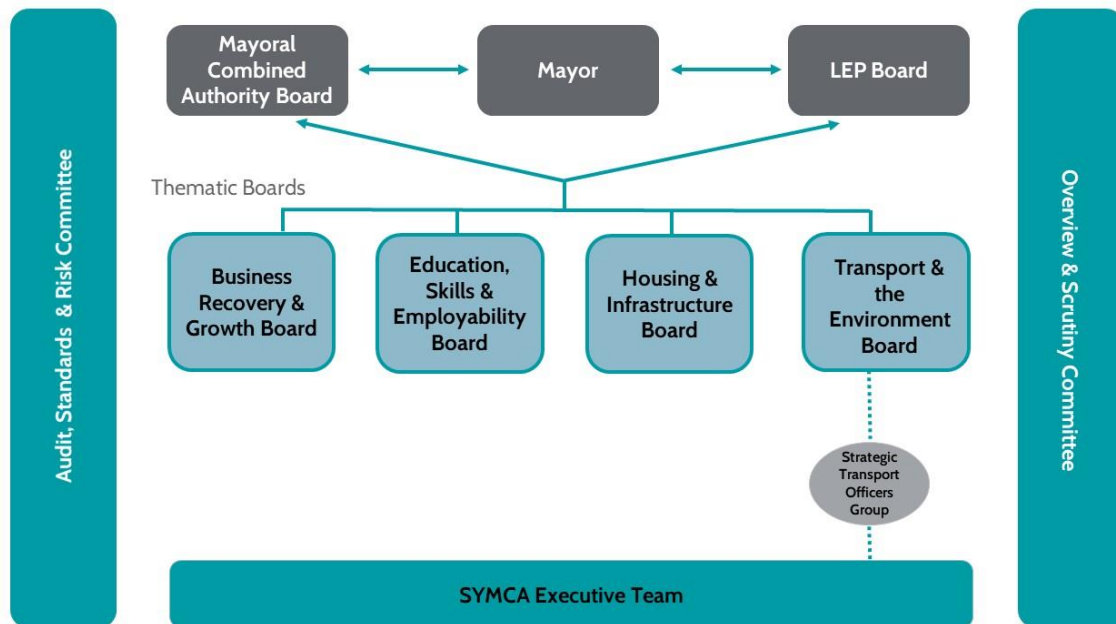 Audit, Standards & Risk Committee
Mayoral
Combined
Authority Board
Mayor
LEP Board
Thematic Boards
Business
Recovery &
Growth Board
Education,
Skills &
Employability
Board
Housing &
Infrastructure
Board
Transport &
the
Environment
Board
Strategic
Transport
Officers
Group
SYMCA Executive Team
Overview & Scrutiny Committee